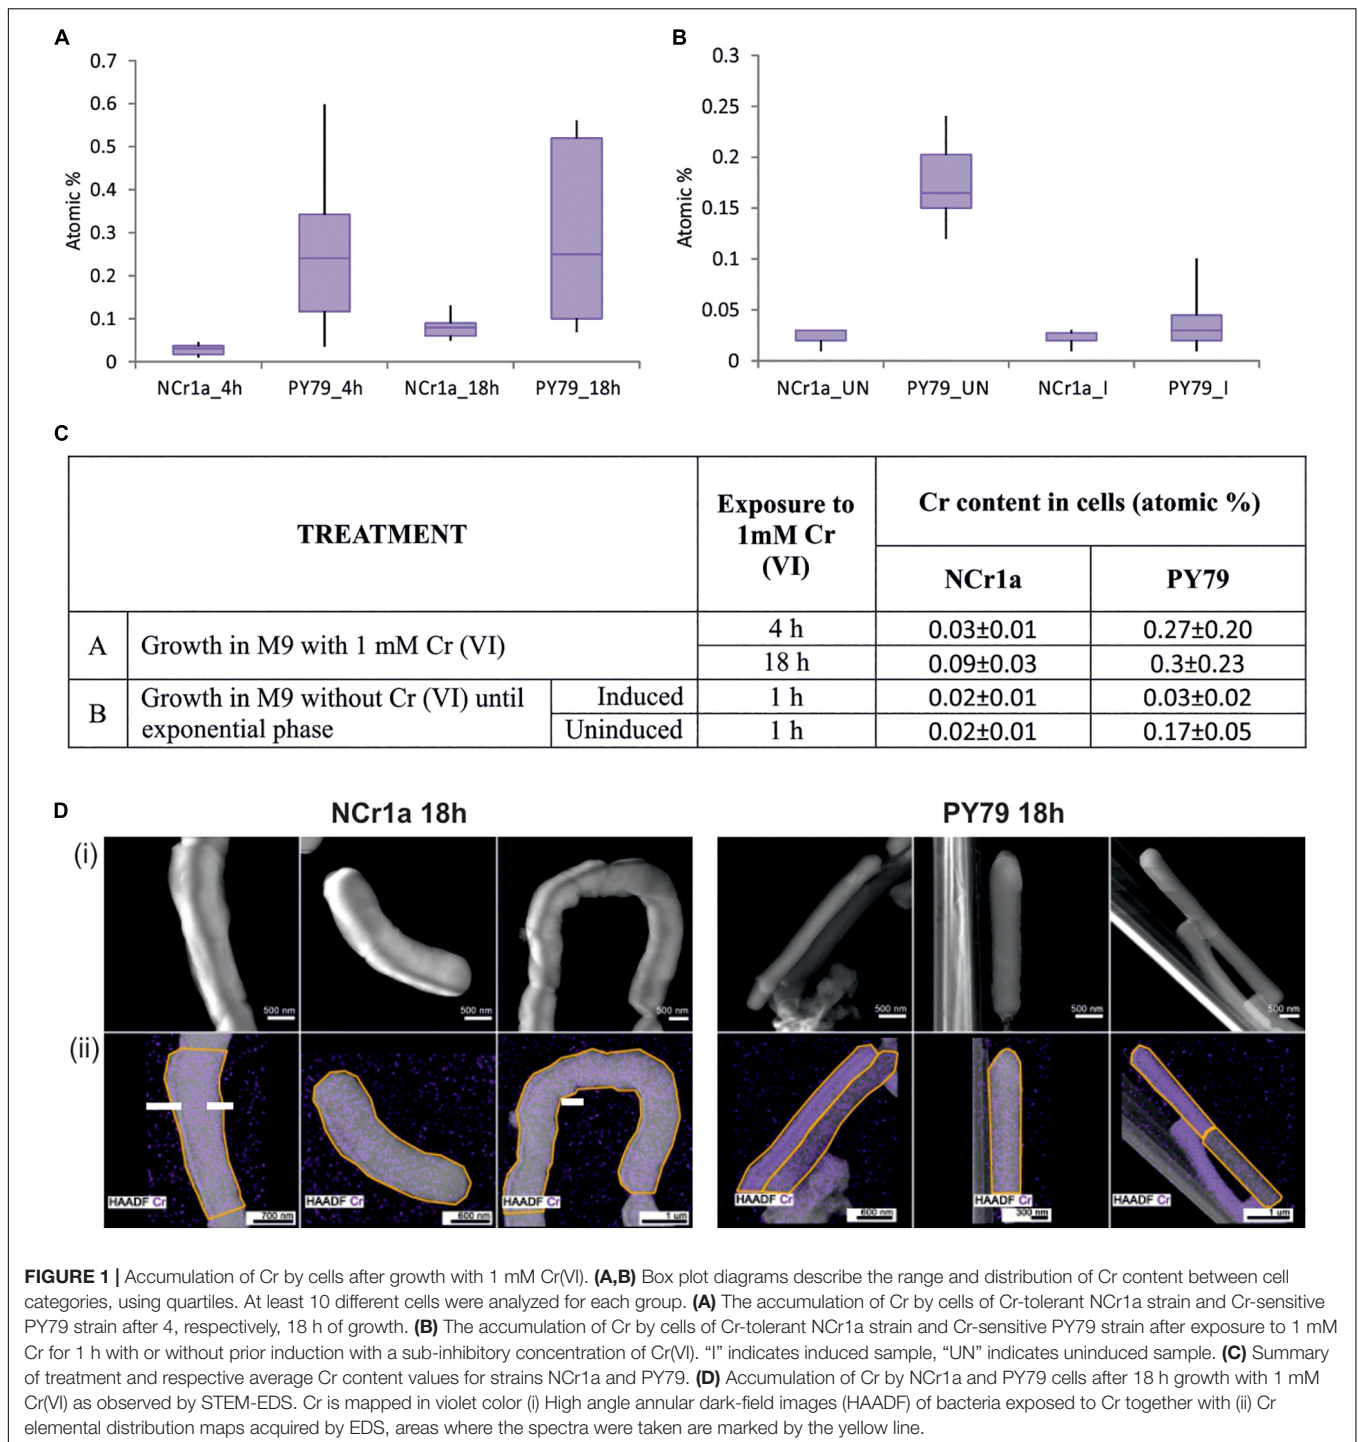 A
0.7
0.6
0.5
0.4
0.3
0.2
0.1
0
Atomic %
NCr1a_4h PY79_4h NCr1a_18h PY79_18h
B
0.3
0.25
0.2
0.15
0.1
0.05
0
Atomic %
NCr1a_UN PY79_UN NCr1a_I PY79_I
C
TREATMENT
Exposure to
1mM Cr
(VI)
Cr content in cells (atomic %)
NCr1a PY79
A Growth in M9 with 1 mM Cr (VI)
4 h 0.03±0.01 0.27±0.20
18 h 0.09±0.03 0.3±0.23
B Growth in M9 without Cr (VI) until
exponential phase
Induced 1 h 0.02±0.01 0.03±0.02
Uninduced 1 h 0.02±0.01 0.17±0.05
D
NCr1a 18h PY79 18h
(i)
500 nm 500 nm 500 nm 500 nm 500 nm 500 nm
(ii)
HAADF Cr HAADF Cr HAADF Cr HAADF Cr HAADF Cr HAADF Cr
700 nm 600 nm 1 um 600 nm 300 nm 1 um
FIGURE 1 | Accumulation of Cr by cells after growth with 1 mM Cr(VI). (A,B) Box plot diagrams describe the range and distribution of Cr content between cell
categories, using quartiles. At least 10 different cells were analyzed for each group. (A) The accumulation of Cr by cells of Cr-tolerant NCr1a strain and Cr-sensitive
PY79 strain after 4, respectively, 18 h of growth. (B) The accumulation of Cr by cells of Cr-tolerant NCr1a strain and Cr-sensitive PY79 strain after exposure to 1 mM
Cr for 1 h with or without prior induction with a sub-inhibitory concentration of Cr(VI). “I” indicates induced sample, “UN” indicates uninduced sample. (C) Summary
of treatment and respective average Cr content values for strains NCr1a and PY79. (D) Accumulation of Cr by NCr1a and PY79 cells after 18 h growth with 1 mM
Cr(VI) as observed by STEM-EDS. Cr is mapped in violet color (i) High angle annular dark-field images (HAADF) of bacteria exposed to Cr together with (ii) Cr
elemental distribution maps acquired by EDS, areas where the spectra were taken are marked by the yellow line.